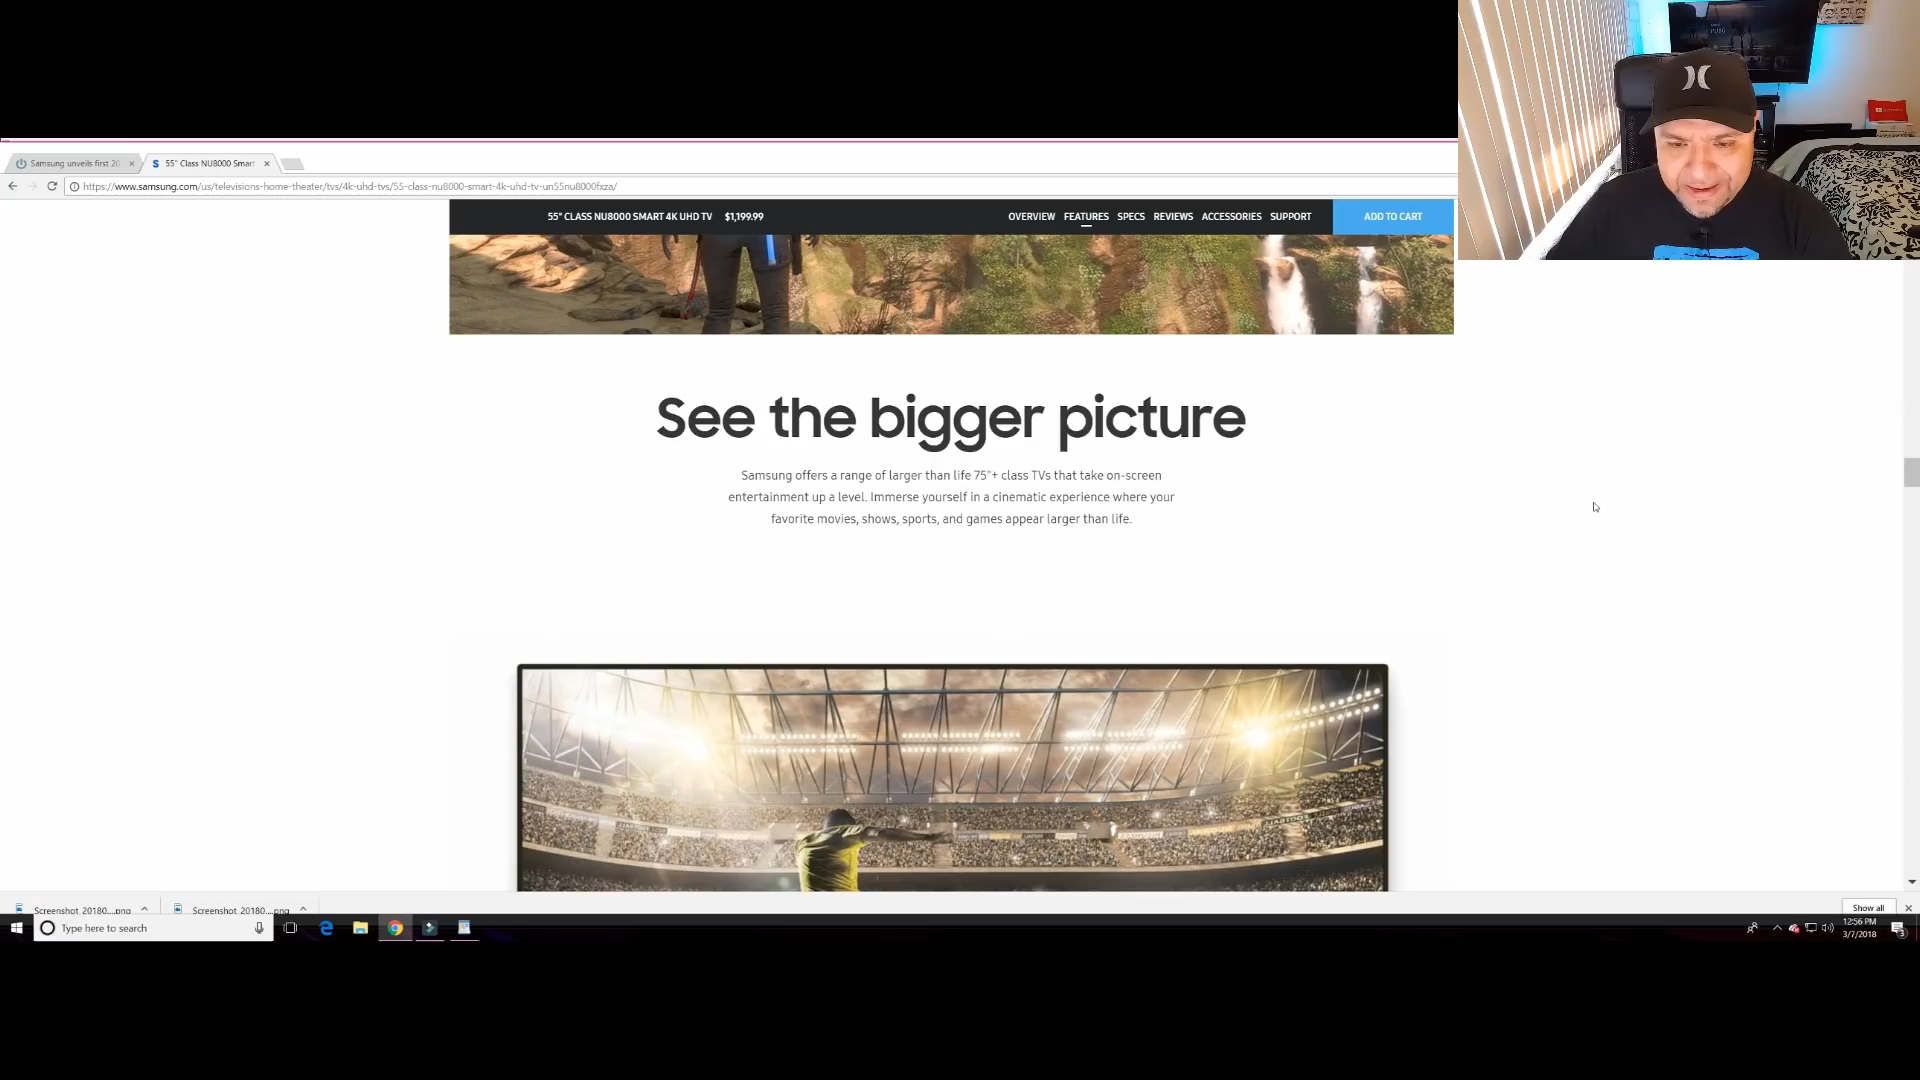 Samsung unveils first 20
55" Class NU8000 Smart
https://www.samsung.com/us/televisions-home-theater/tvs/4k-uhd-tvs/55-class-nu8000-smart-4k-uhd-tv-un55nu8000fxza/
55" CLASS NU8000 SMART 4K UHD TV $1,199.99 OVERVIEW FEATURES SPECS REVIEWS ACCESSORIES SUPPORT ADD TO CART
See the bigger picture
Samsung offers a range of larger than life 75"+ class TVs that take on-screen
entertainment up a level. Immerse yourself in a cinematic experience where your
favorite movies, shows, sports, and games appear larger than life.
Screenshot_20180....png
Screenshot_20180....png
Show all
Type here to search
12:56 PM
3/7/2018
3